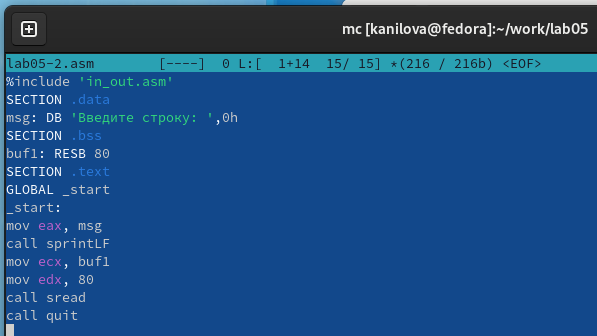 mc [kanilova@fedora]:~/work/lab05
lab05-2.asm [----] 0 L:[ 1+14 15/ 15] *(216 / 216b) <EOF>
%include 'in_out.asm'
SECTION .data
msg: DB 'Введите строку: ',0h
SECTION .bss
buf1: RESB 80
SECTION .text
GLOBAL _start
_start:
mov eax, msg
call sprintLF
mov ecx, buf1
mov edx, 80
call sread
call quit